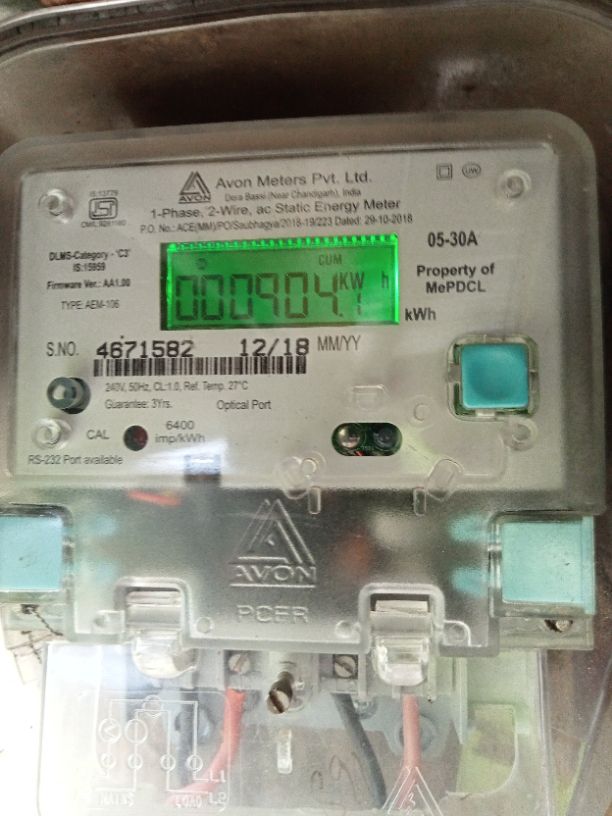 IS:13779
AVON
Avon Meters Pvt. Ltd.
Dera Bassi (Near Chandigarh), India
1-Phase, 2-Wire, ac Static Energy Meter
P.O. No.: ACE(MM)/PO/Saubhagya/2018-19/223 Dated: 29-10-2018
UW
DLMS-Category - 'C3'
IS:15959
Firmware Ver.: AA1.00
TYPE: AEM-106
CUM
000904.1 KW h
kWh
05-30A
Property of
MePDCL
S.NO. 4671582 12/18 MM/YY
240V, 50Hz, CL:1.0, Ref. Temp. 27°C
Guarantee: 3Yrs. Optical Port
CAL 6400
imp/kWh
RS-232 Port available
AVON